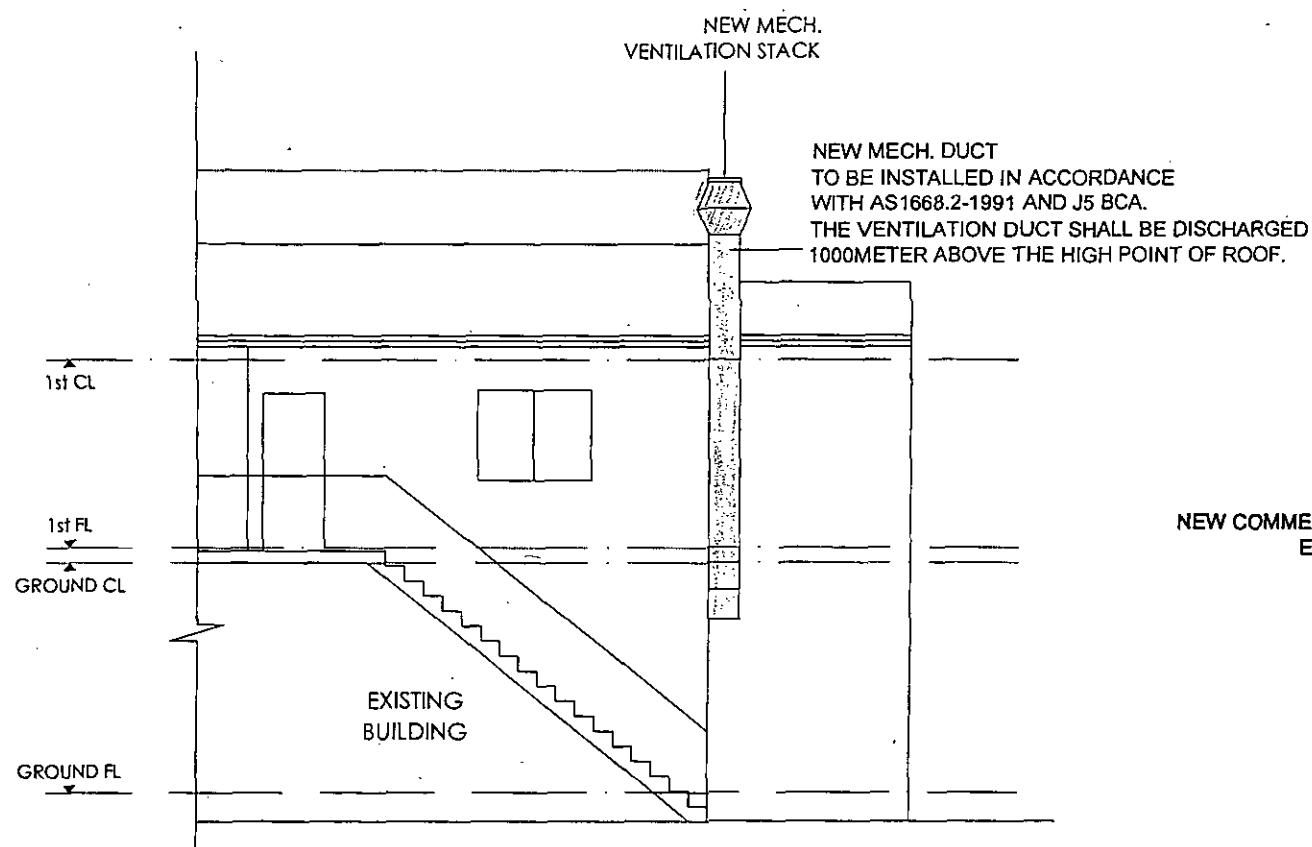 NEW MECH.
VENTILATION STACK
NEW MECH. DUCT
TO BE INSTALLED IN ACCORDANCE
WITH AS1668.2-1991 AND J5 BCA.
THE VENTILATION DUCT SHALL BE DISCHARGED
1000METER ABOVE THE HIGH POINT OF ROOF.
1st CL
1st FL
GROUND CL
NEW COMME
E
EXISTING
BUILDING
GROUND FL